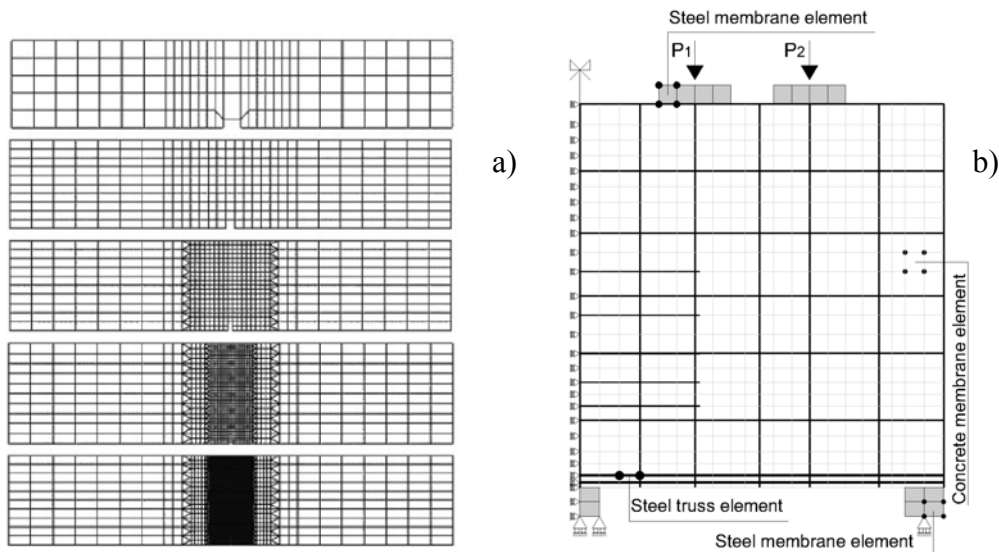 Steel membrane element
P1
P2
a)
b)
Concrete membrane element
Steel truss element
Steel membrane element